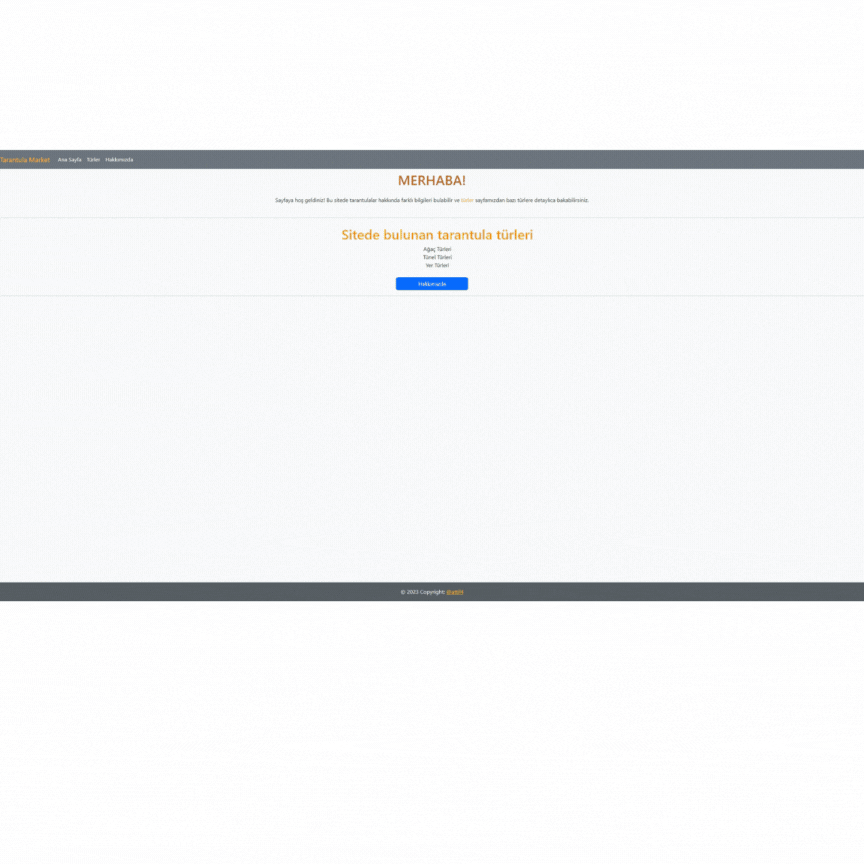 Tarantula Market Ana Sayfa Türler Hakkımızda
MERHABA!
Sayfaya hoş geldiniz! Bu sitede tarantulalar hakkında farklı bilgileri bulabilir ve türler sayfamızdan bazı türlere detaylıca bakabilirsiniz.
Sitede bulunan tarantula türleri
Ağaç Türleri
Tünel Türleri
Yer Türleri
Hakkımızda
© 2023 Copyright: